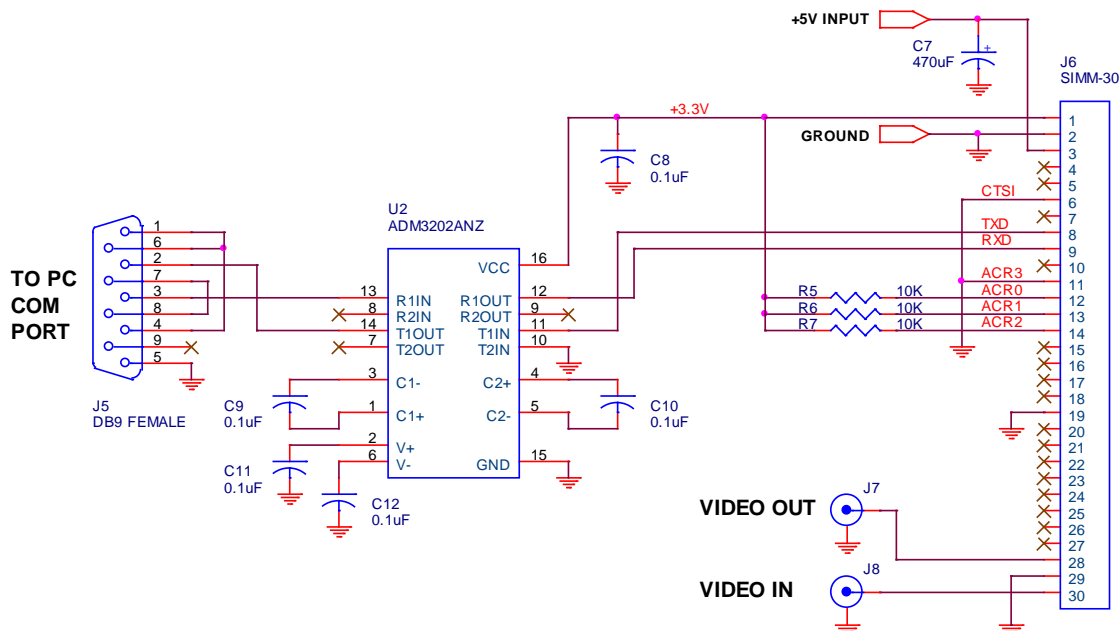 +5V INPUT
C7
470uF
+
J6
SIMM-30
+3.3V
GROUND
C8
0.1uF
CTSI
TXD
RXD
ACR3
ACR0
ACR1
ACR2
R5 10K
R6 10K
R7 10K
1
2
3
4
5
6
7
8
9
10
11
12
13
14
15
16
17
18
19
20
21
22
23
24
25
26
27
28
29
30
TO PC
COM
PORT
1
6
2
7
3
8
4
9
5
J5
DB9 FEMALE
U2
ADM3202ANZ
VCC 16
13 R1IN R1OUT 12
8 R2IN R2OUT 9
14 T1OUT T1IN 11
7 T2OUT T2IN 10
3 C1- C2+ 4
1 C1+ C2- 5
2 V+
6 V- GND 15
C9
0.1uF
C10
0.1uF
C11
0.1uF
C12
0.1uF
VIDEO OUT
J7
VIDEO IN
J8